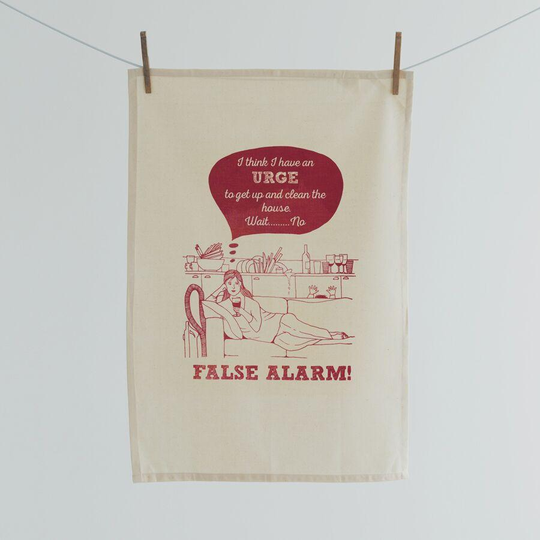 I think I have an
URGE
to get up and clean the
house.
Wait.........No
FALSE ALARM!